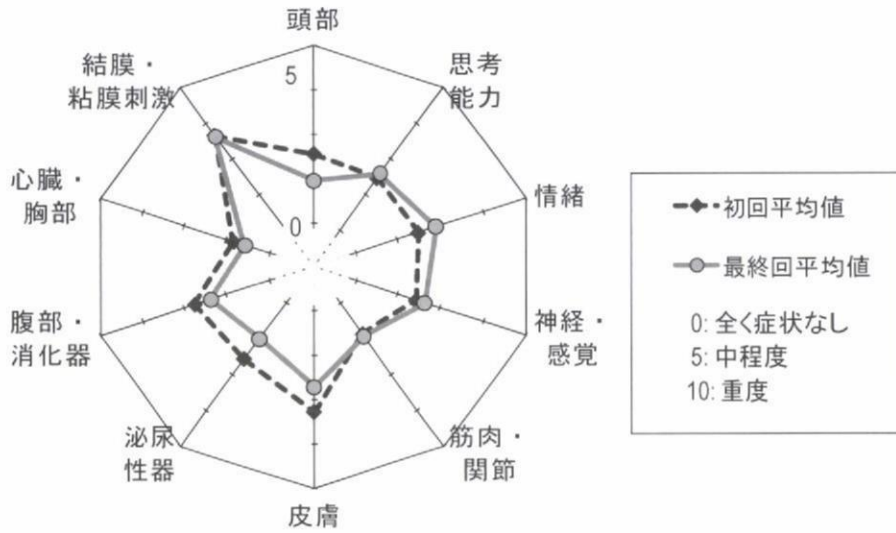 頭部
5
0
思考
能力
情緒
神経・
感覚
筋肉・
関節
皮膚
泌尿
性器
腹部・
消化器
心臓・
胸部
結膜・
粘膜刺激
初回平均値
最終回平均値
0: 全く症状なし
5: 中程度
10: 重度